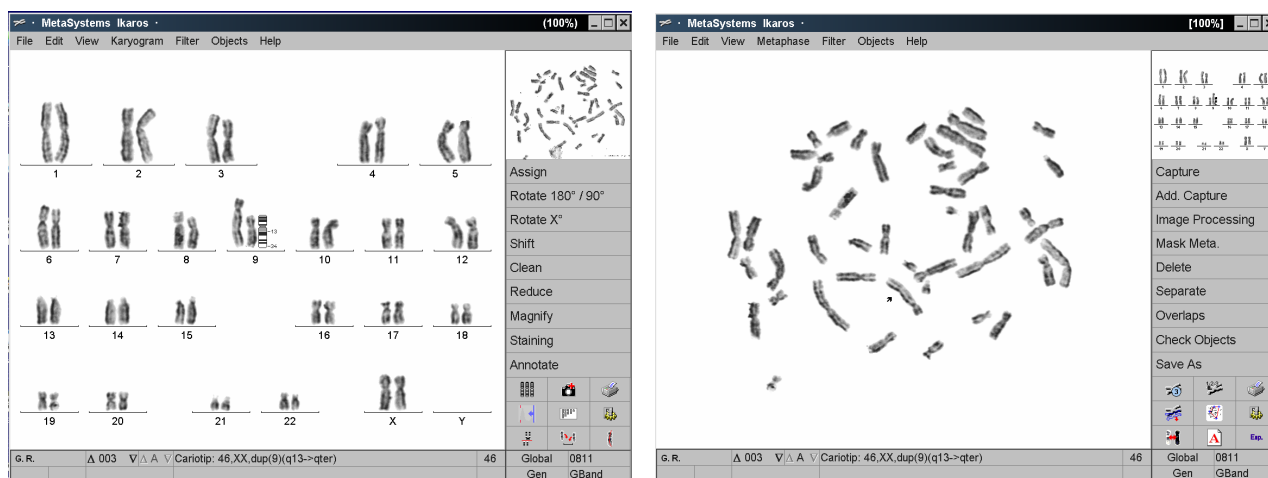 · MetaSystems Ikaros · (100%)
File Edit View Karyogram Filter Objects Help
1 2 3 4 5
-13
-34
6 7 8 9 10 11 12
13 14 15 16 17 18
19 20 21 22 X Y
Assign
Rotate 180° / 90°
Rotate X°
Shift
Clean
Reduce
Magnify
Staining
Annotate
G. R. Δ 003 ∇ Δ A ∇ Cariotip: 46,XX,dup(9)(q13->qter) 46
Global 0811
Gen GBand
· MetaSystems Ikaros · [100%]
File Edit View Metaphase Filter Objects Help
Capture
Add. Capture
Image Processing
Mask Meta.
Delete
Separate
Overlaps
Check Objects
Save As
A Esp.
G. R. Δ 003 ∇ Δ A ∇ Cariotip: 46,XX,dup(9)(q13->qter) 46
Global 0811
Gen GBand